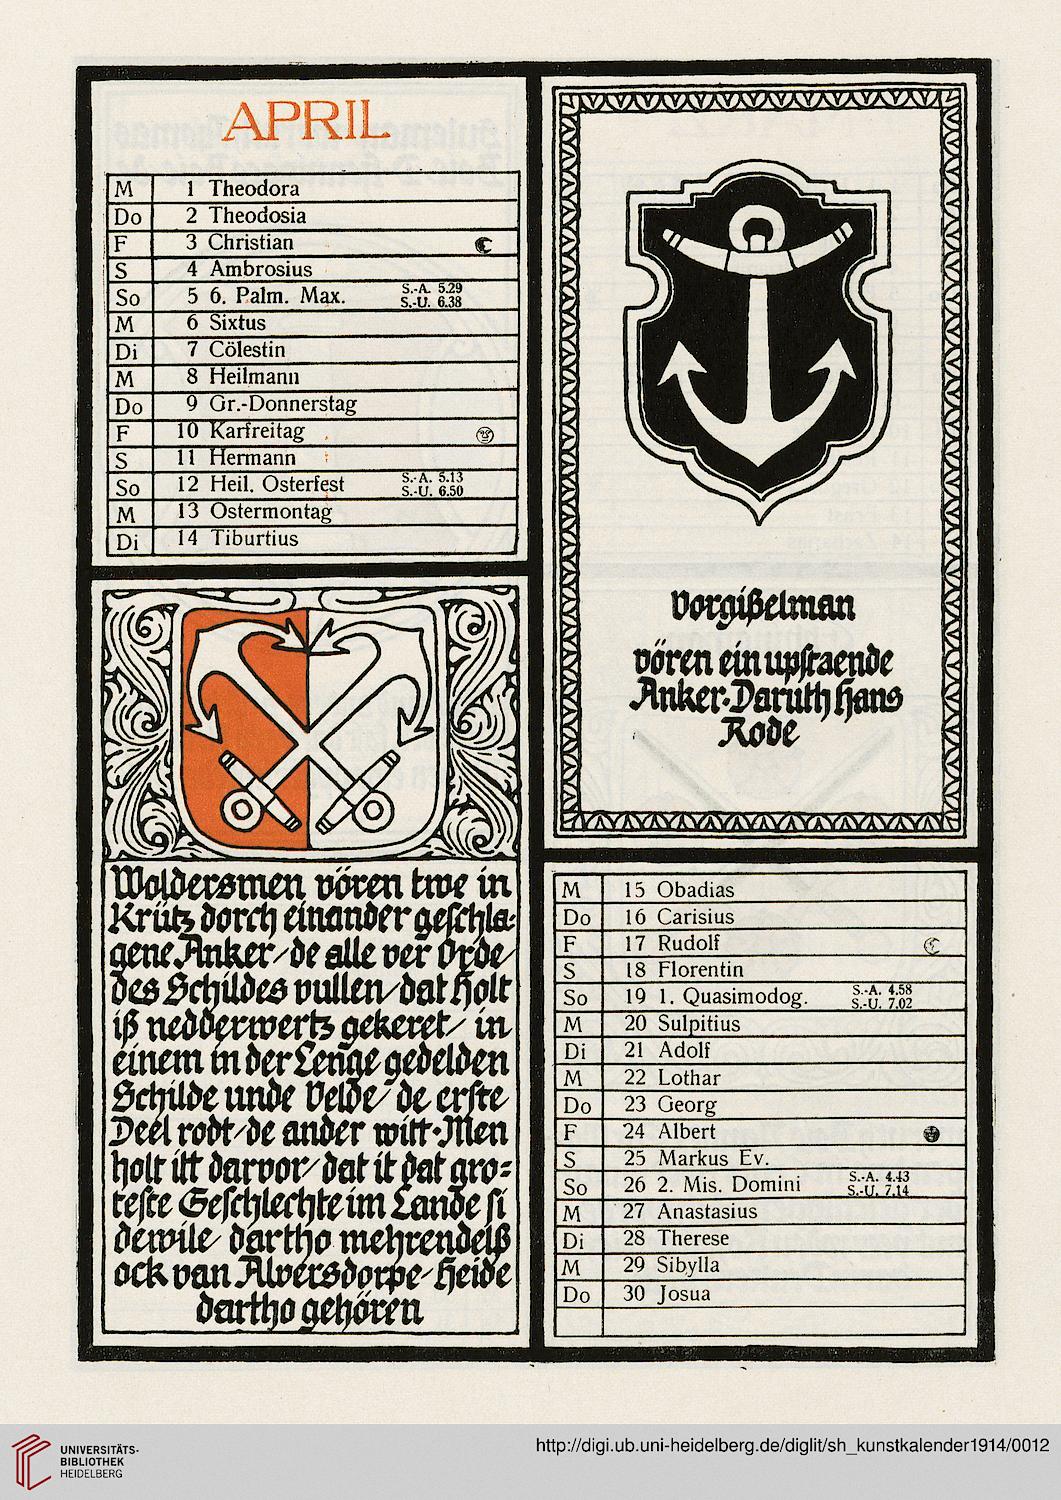 APRIL
M 1 Theodora
Do 2 Theodosia
F 3 Christian
S 4 Ambrosius
So 5 6. Palm. Max. S.-A. 5.29 S.-U. 6.38
M 6 Sixtus
Di 7 Cölestin
M 8 Heilmann
Do 9 Gr.-Donnerstag
F 10 Karfreitag
S 11 Hermann
So 12 Heil. Osterfest S.-A. 5.13 S.-U. 6.50
M 13 Ostermontag
Di 14 Tiburtius
Woldersmen vören twe in
Krütz dorch einander geschla-
gene Anker/de alle ver Orde/
des Schildes vullen/dat Holt
iß nedderwerts gekeret/ in
einem in der Lenge gedelden
Schilde unde Velde/de erste
Deel rodt/de ander witt·Men
holt itt darvor/dat it dat gro-
teste Geschlechte im Lande si
dewile/ dartho mehrendelß
ock van Alversdorpe/Heide
dartho gehören
Vorgißelman
vören ein upstaende
Anker·Daruth Hans
Rode
M 15 Obadias
Do 16 Carisius
F 17 Rudolf
S 18 Florentin
So 19 1. Quasimodog. S.-A. 4.58 S.-U. 7.02
M 20 Sulpitius
Di 21 Adolf
M 22 Lothar
Do 23 Georg
F 24 Albert
S 25 Markus Ev.
So 26 2. Mis. Domini S.-A. 4.43 S.-U. 7.14
M 27 Anastasius
Di 28 Therese
M 29 Sibylla
Do 30 Josua
UNIVERSITÄTS-
BIBLIOTHEK
HEIDELBERG
http://digi.ub.uni-heidelberg.de/diglit/sh_kunstkalender1914/0012